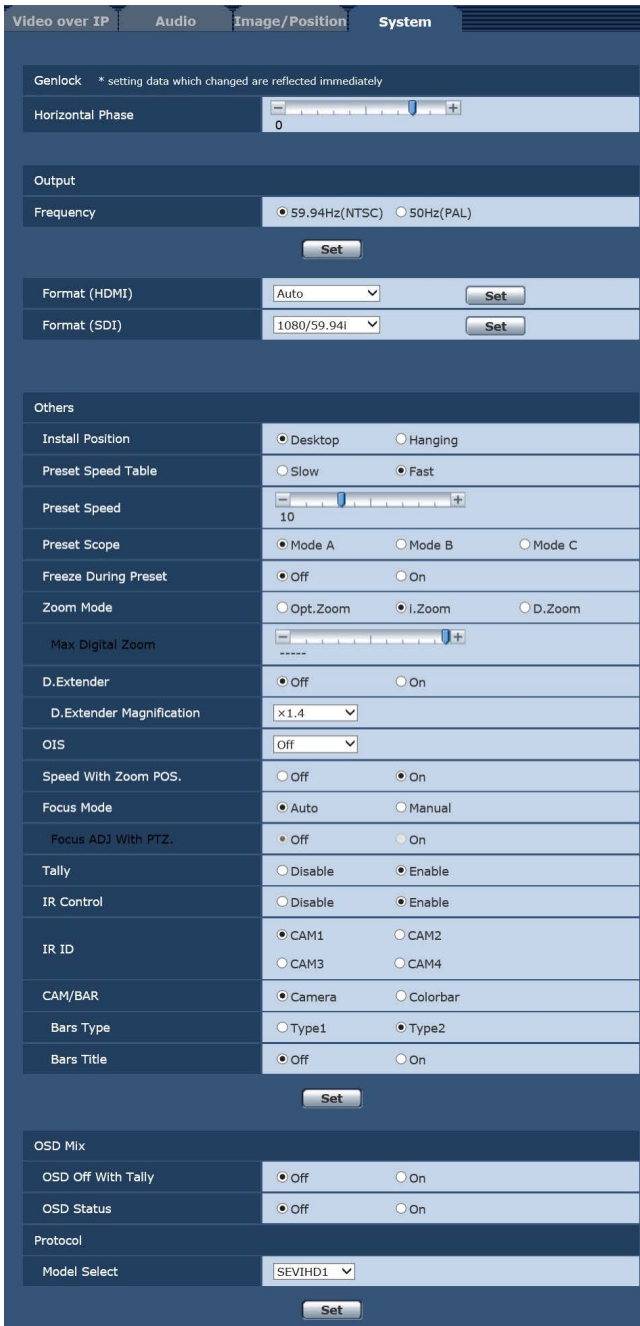 Video over IP Audio Image/Position System
Genlock * setting data which changed are reflected immediately
Horizontal Phase
0
Output
Frequency 59.94Hz(NTSC) 50Hz(PAL)
Set
Format (HDMI) Auto Set
Format (SDI) 1080/59.94i Set
Others
Install Position Desktop Hanging
Preset Speed Table Slow Fast
Preset Speed
10
Preset Scope Mode A Mode B Mode C
Freeze During Preset Off On
Zoom Mode Opt.Zoom i.Zoom D.Zoom
Max Digital Zoom
-----
D.Extender Off On
D.Extender Magnification ×1.4
OIS Off
Speed With Zoom POS. Off On
Focus Mode Auto Manual
Focus ADJ With PTZ. Off On
Tally Disable Enable
IR Control Disable Enable
IR ID CAM1 CAM2
CAM3 CAM4
CAM/BAR Camera Colorbar
Bars Type Type1 Type2
Bars Title Off On
Set
OSD Mix
OSD Off With Tally Off On
OSD Status Off On
Protocol
Model Select SEVIHD1
Set